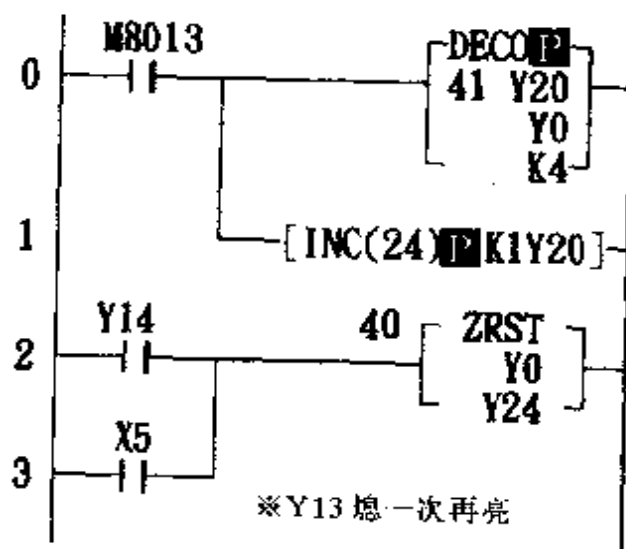 M8013
0
DECO P
41 Y20
Y0
K4
1
[INC(24) P K1Y20]
Y14
2
40 ZRST
Y0
Y24
X5
3
※Y13 熄一次再亮